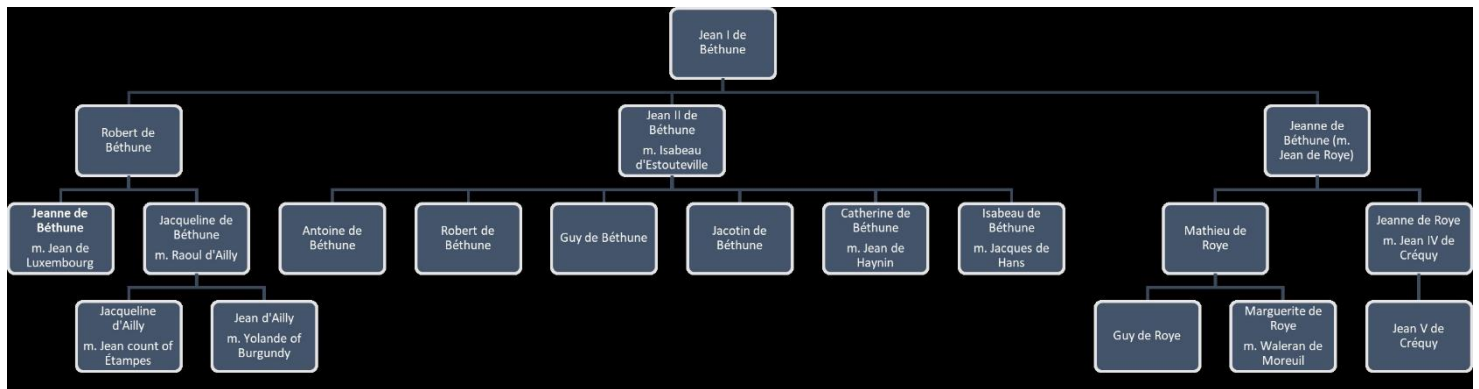 Jean I de
Béthune
Robert de
Béthune
Jean II de
Béthune
m. Isabeau
d'Estouteville
Jeanne de
Béthune (m.
Jean de Roye)
Jeanne de
Béthune
m. Jean de
Luxembourg
Jacqueline de
Béthune
m. Raoul d'Ailly
Antoine de
Béthune
Robert de
Béthune
Guy de Béthune
Jacotin de
Béthune
Catherine de
Béthune
m. Jean de
Haynin
Isabeau de
Béthune
m. Jacques de
Hans
Mathieu de
Roye
Jeanne de Roye
m. Jean IV de
Créquy
Jacqueline
d'Ailly
m. Jean count of
Étampes
Jean d'Ailly
m. Yolande of
Burgundy
Guy de Roye
Marguerite de
Roye
m. Waleran de
Moreuil
Jean V de
Créquy